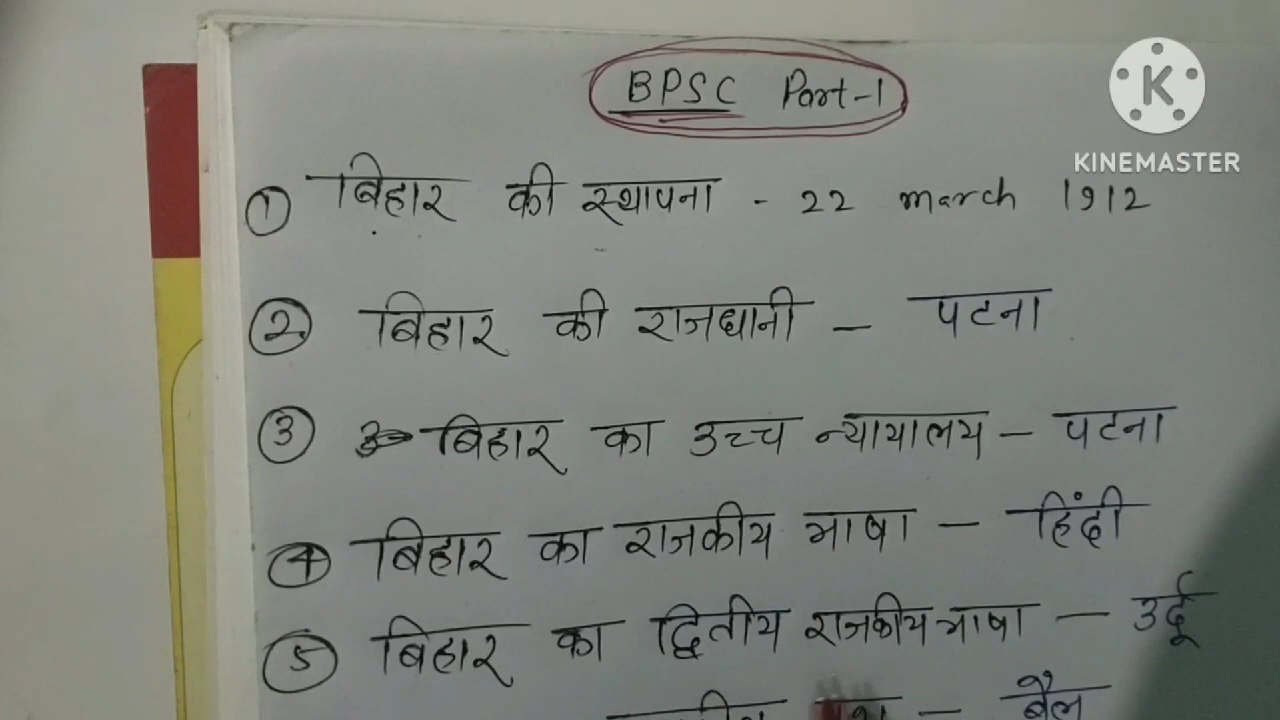 BPSC Part-1
K
KINEMASTER
① बिहार की स्थापना - 22 march 1912
② बिहार की राजधानी – पटना
③ बिहार का उच्च न्यायालय – पटना
④ बिहार का राजकीय भाषा – हिंदी
⑤ बिहार का द्वितीय राजकीय भाषा – उर्दू
– बैल